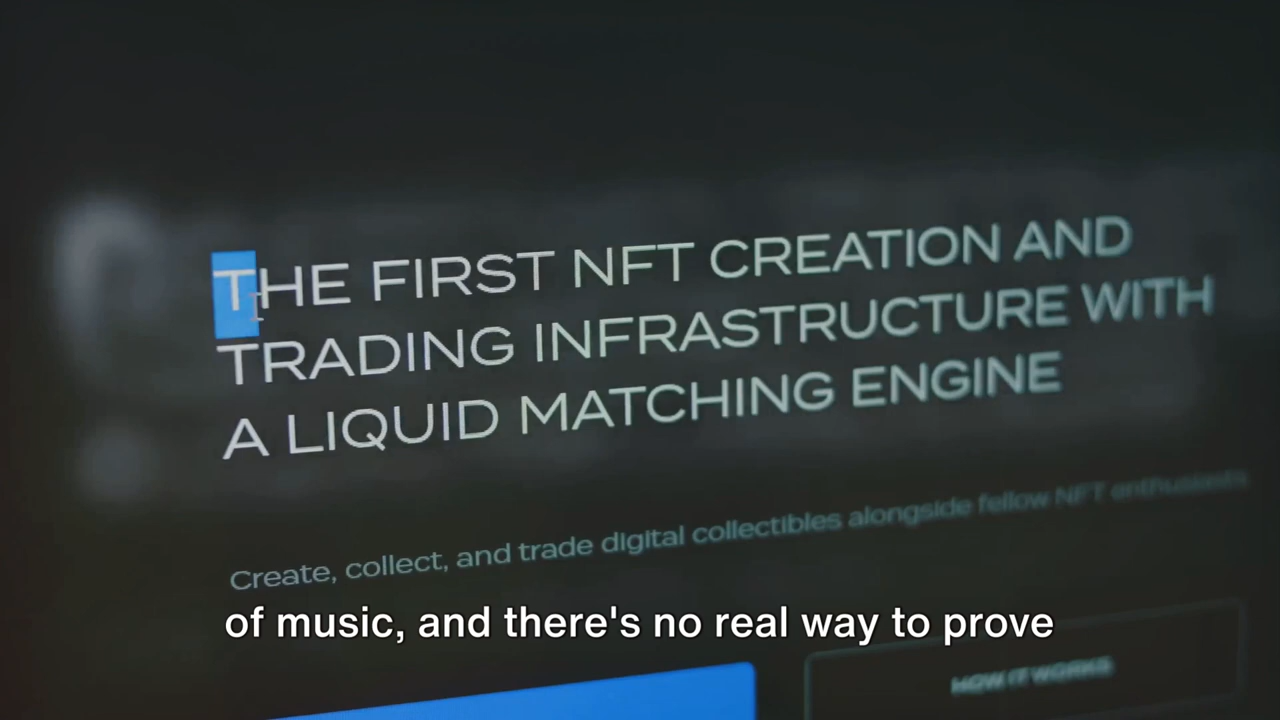 THE FIRST NFT CREATION AND
TRADING INFRASTRUCTURE WITH
A LIQUID MATCHING ENGINE
Create, collect, and trade digital collectibles alongside fellow NFT enthusiasts
of music, and there's no real way to prove
HOW IT WORKS